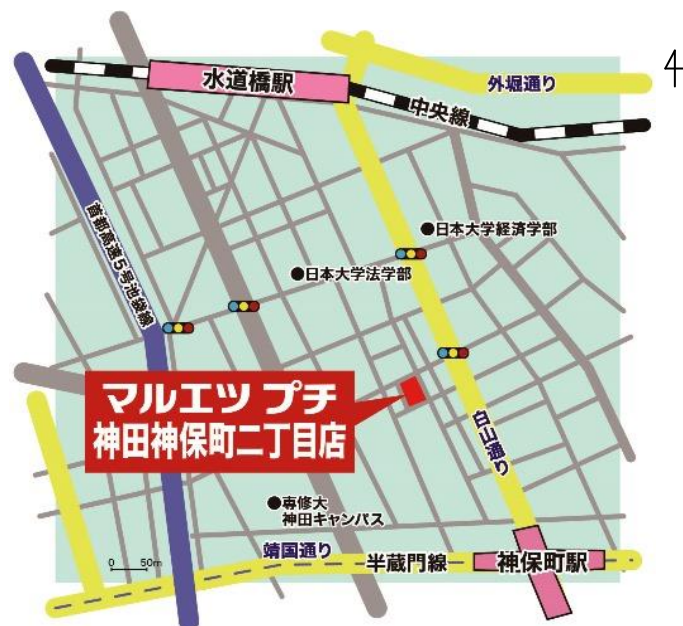 水道橋駅
外堀通り
中央線
首都高速5号池袋線
日本大学経済学部
日本大学法学部
マルエツ プチ
神田神保町二丁目店
白山通り
専修大
神田キャンパス
靖国通り
半蔵門線
神保町駅
0 50m